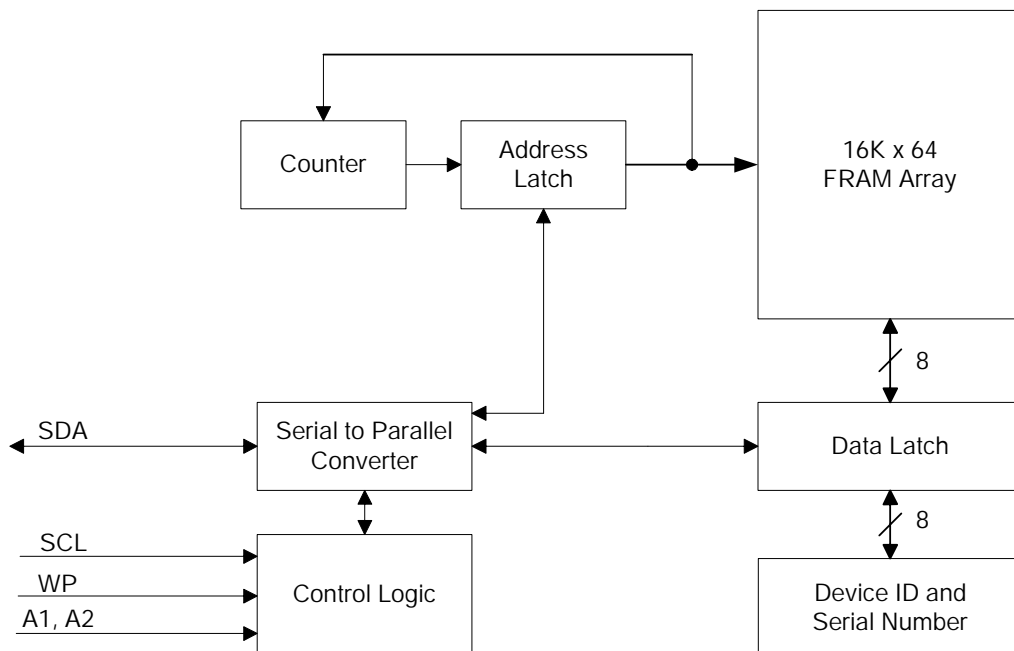 Counter
Address
Latch
16K x 64
FRAM Array
8
SDA
Serial to Parallel
Converter
Data Latch
8
SCL
WP
A1, A2
Control Logic
Device ID and
Serial Number